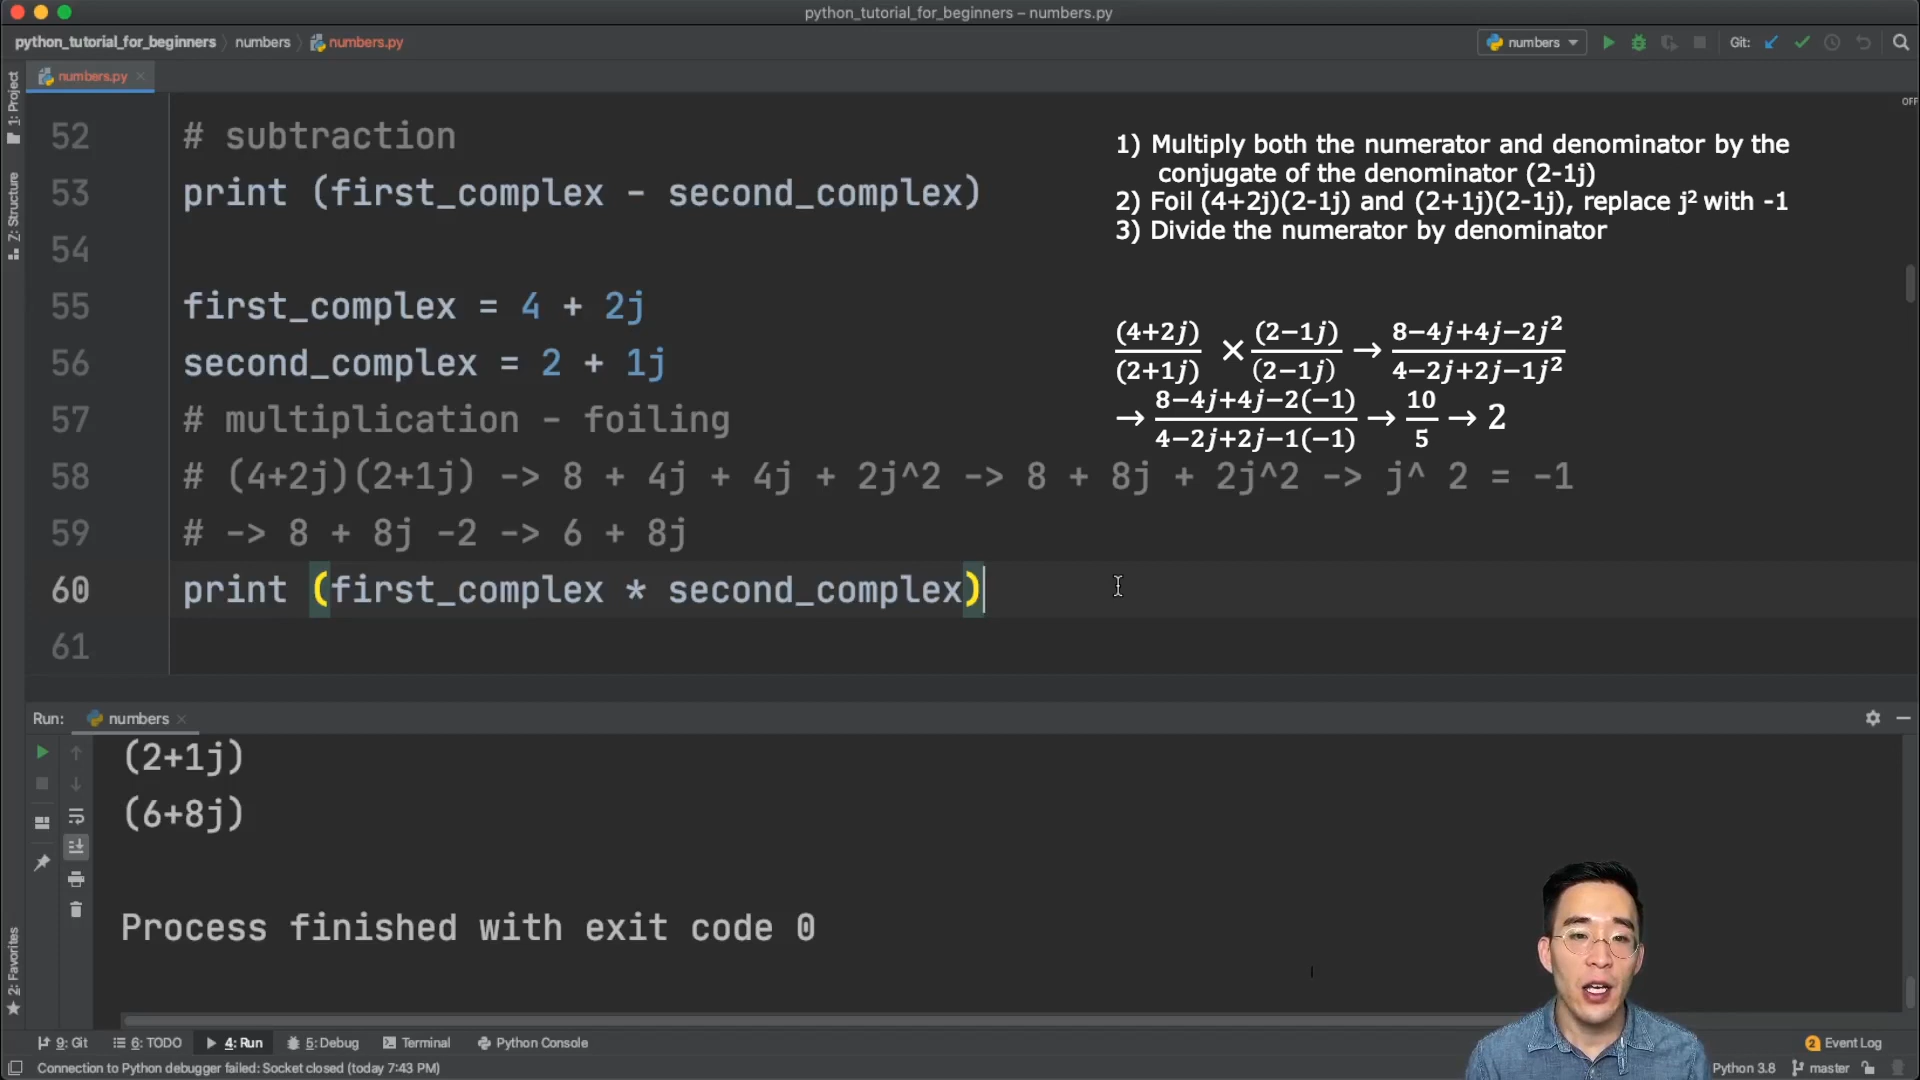 python_tutorial_for_beginners – numbers.py
python_tutorial_for_beginners numbers numbers.py
numbers Git:
numbers.py
OFF
1: Project
Z: Structure
2: Favorites
52 # subtraction
53 print (first_complex - second_complex)
54
55 first_complex = 4 + 2j
56 second_complex = 2 + 1j
57 # multiplication - foiling
58 # (4+2j)(2+1j) -> 8 + 4j + 4j + 2j^2 -> 8 + 8j + 2j^2 -> j^ 2 = -1
59 # -> 8 + 8j -2 -> 6 + 8j
60 print (first_complex * second_complex)
61
1) Multiply both the numerator and denominator by the
conjugate of the denominator (2-1j)
2) Foil (4+2j)(2-1j) and (2+1j)(2-1j), replace j² with -1
3) Divide the numerator by denominator
(4+2j)/(2+1j) × (2−1j)/(2−1j) → (8−4j+4j−2j²)/(4−2j+2j−1j²)
→ (8−4j+4j−2(−1))/(4−2j+2j−1(−1)) → 10/5 → 2
Run: numbers
(2+1j)
(6+8j)
Process finished with exit code 0
9: Git 6: TODO 4: Run 5: Debug Terminal Python Console 2 Event Log
Connection to Python debugger failed: Socket closed (today 7:43 PM) Python 3.8 master